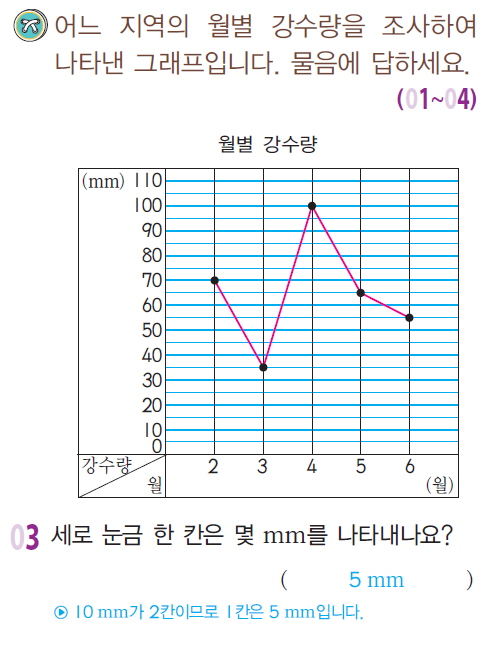 어느 지역의 월별 강수량을 조사하여
나타낸 그래프입니다. 물음에 답하세요.
(01~04)
월별 강수량
(mm) 110
100
90
80
70
60
50
40
30
20
10
0
강수량
월
2 3 4 5 6
(월)
03 세로 눈금 한 칸은 몇 mm를 나타내나요?
( 5 mm )
10 mm가 2칸이므로 1칸은 5 mm입니다.